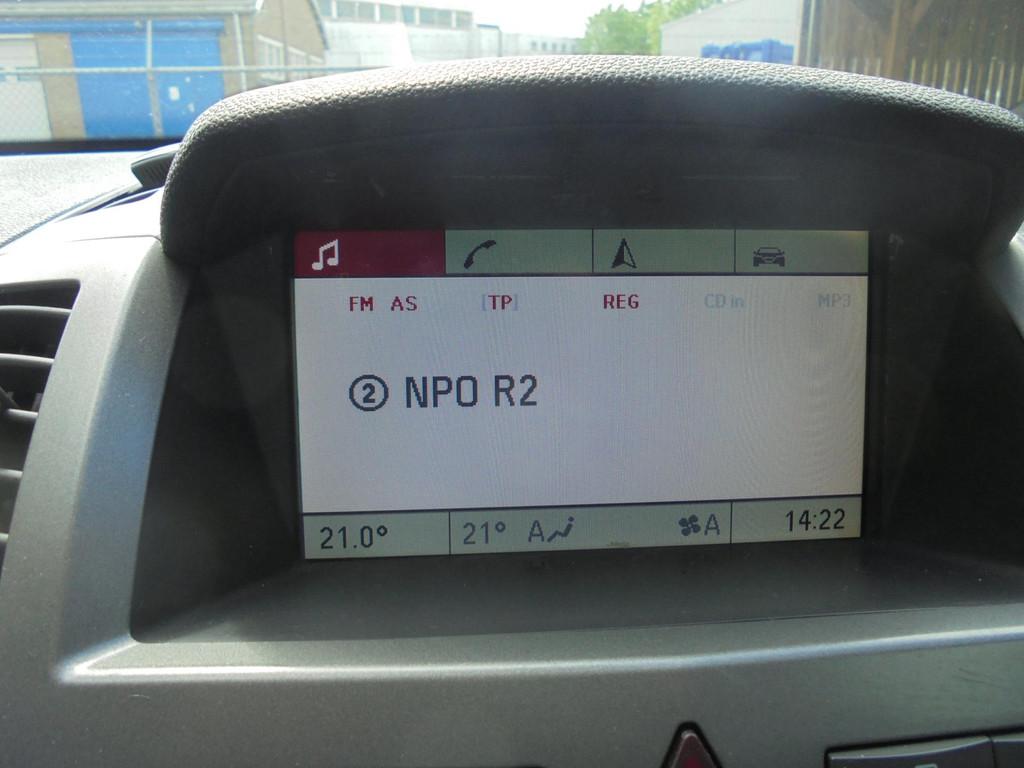 FM AS [TP] REG CD in MP3
② NPO R2
21.0° 21° A A 14:22